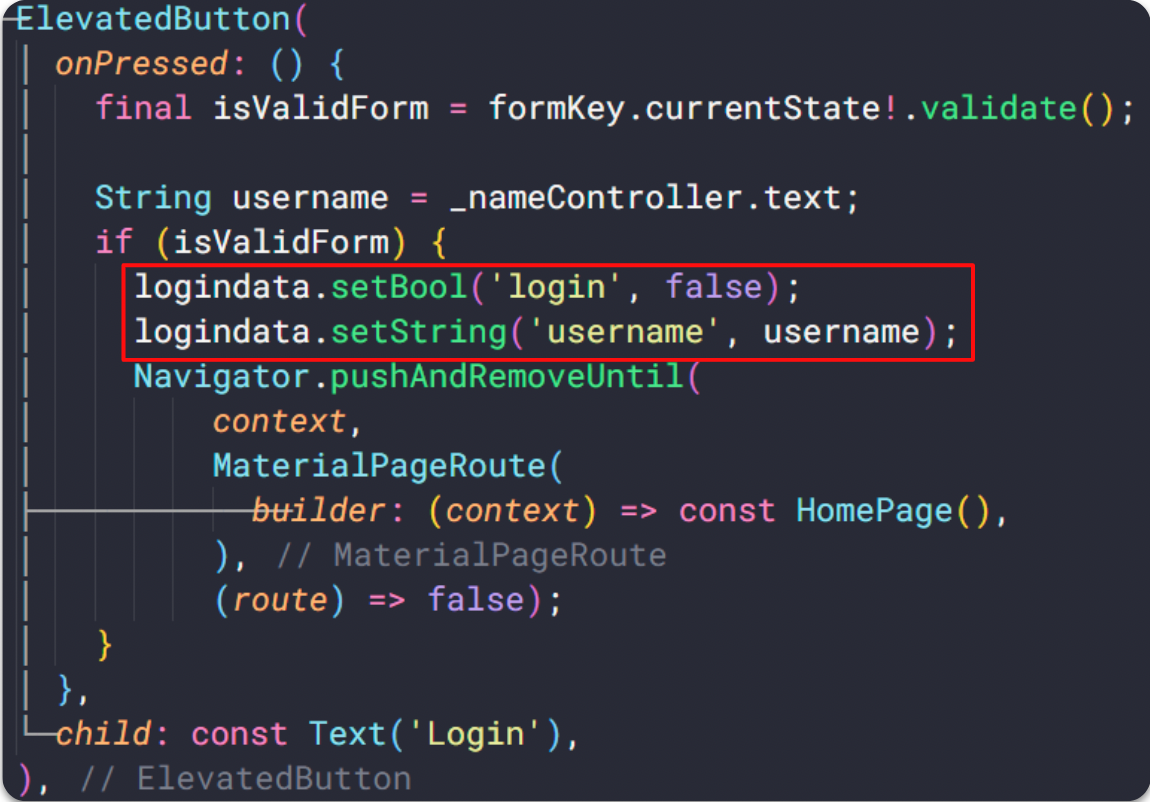 ElevatedButton(
onPressed: () {
final isValidForm = formKey.currentState!.validate();
String username = _nameController.text;
if (isValidForm) {
logindata.setBool('login', false);
logindata.setString('username', username);
Navigator.pushAndRemoveUntil(
context,
MaterialPageRoute(
builder: (context) => const HomePage(),
), // MaterialPageRoute
(route) => false);
}
},
child: const Text('Login'),
), // ElevatedButton